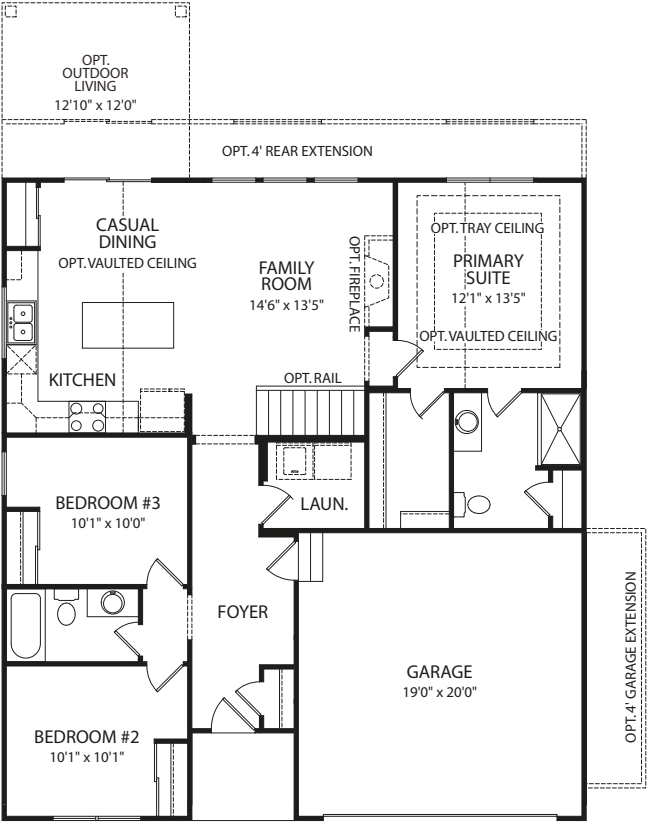 OPT.
OUTDOOR
LIVING
12'10" x 12'0"
OPT. 4' REAR EXTENSION
CASUAL
DINING
OPT. VAULTED CEILING
FAMILY
ROOM
14'6" x 13'5"
OPT. FIREPLACE
OPT. TRAY CEILING
PRIMARY
SUITE
12'1" x 13'5"
OPT. VAULTED CEILING
KITCHEN
OPT. RAIL
BEDROOM #3
10'1" x 10'0"
LAUN.
FOYER
GARAGE
19'0" x 20'0"
OPT. 4' GARAGE EXTENSION
BEDROOM #2
10'1" x 10'1"